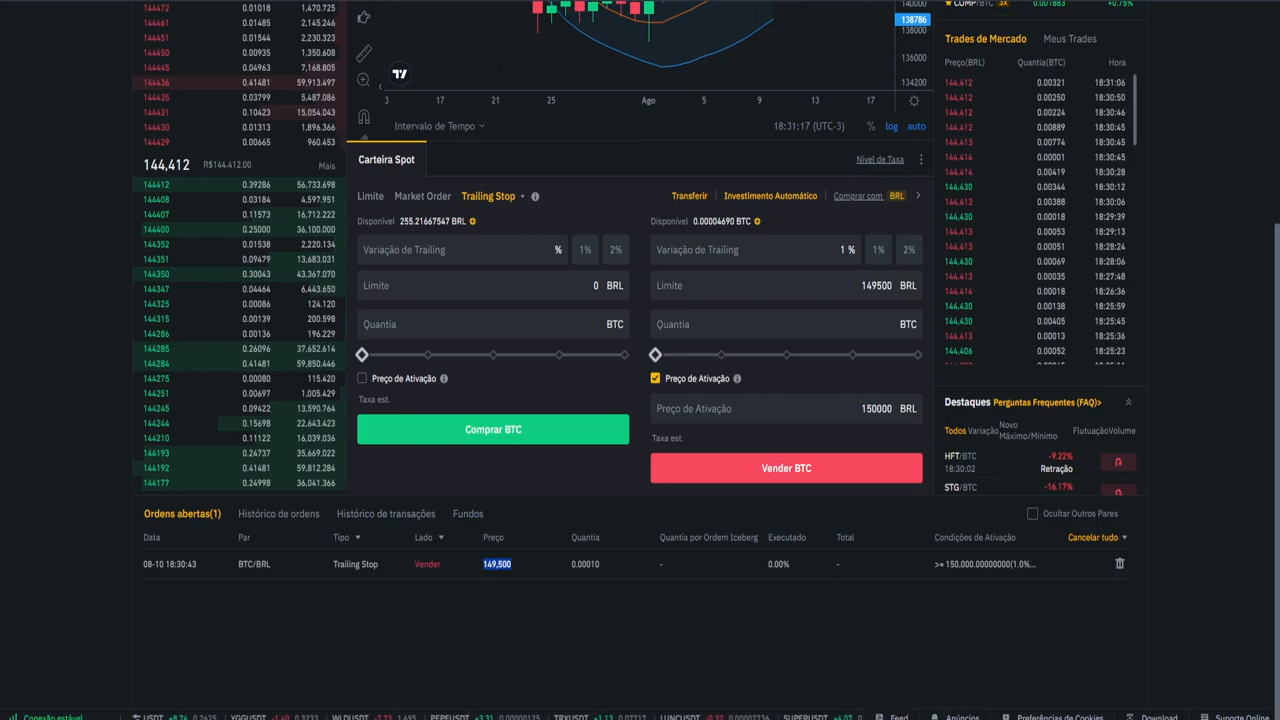 144472 0.01018 1,470.725
144461 0.01485 2,145.246
144451 0.01544 2,230.323
144450 0.00935 1,350.608
144445 0.04963 7,168.805
144436 0.41481 59,913.497
144435 0.03799 5,487.086
144431 0.10423 15,054.043
144430 0.01313 1,896.366
144429 0.00665 960.453
144,412 R$144,412.00 Mais
144412 0.39286 56,733.698
144408 0.03184 4,597.951
144407 0.11573 16,712.222
144400 0.25000 36,100.000
144352 0.01538 2,220.134
144351 0.09479 13,683.031
144350 0.30043 43,367.070
144347 0.04464 6,443.650
144325 0.00086 124.120
144315 0.00139 200.598
144286 0.00136 196.229
144285 0.26096 37,652.614
144284 0.41481 59,850.446
144275 0.00080 115.420
144251 0.00697 1,005.429
144245 0.09422 13,590.764
144244 0.15698 22,643.423
144210 0.11122 16,039.036
144193 0.24737 35,669.022
144192 0.41481 59,812.284
144177 0.24998 36,041.366
140000
138786
138000
136000
134200
3 17 21 25 Ago 5 9 13 17
Intervalo de Tempo 18:31:17 (UTC-3) % log auto
Carteira Spot Nível de Taxa
Limite Market Order Trailing Stop
Transferir Investimento Automático Comprar com BRL
Disponível 255.21667547 BRL
Disponível 0.00004690 BTC
Variação de Trailing % 1% 2%
Variação de Trailing 1 % 1% 2%
Limite 0 BRL
Limite 149500 BRL
Quantia BTC
Quantia BTC
Preço de Ativação
Preço de Ativação
Taxa est.
Preço de Ativação 150000 BRL
Comprar BTC
Taxa est.
Vender BTC
COMP/BTC 3X 0.001883 +0.75%
Trades de Mercado Meus Trades
Preço(BRL) Quantia(BTC) Hora
144,412 0.00321 18:31:06
144,412 0.00250 18:30:50
144,412 0.00224 18:30:46
144,412 0.00889 18:30:45
144,413 0.00774 18:30:45
144,414 0.00001 18:30:45
144,414 0.00419 18:30:28
144,430 0.00344 18:30:12
144,413 0.00388 18:30:06
144,430 0.00018 18:29:39
144,413 0.00053 18:29:13
144,413 0.00051 18:28:24
144,430 0.00069 18:28:06
144,413 0.00035 18:27:48
144,414 0.00018 18:26:36
144,430 0.00138 18:25:59
144,430 0.00405 18:25:45
144,413 0.00013 18:25:36
144,406 0.00052 18:25:23
Destaques Perguntas Frequentes (FAQ)>
Todos Variação Novo Máximo/Mínimo FlutuaçãoVolume
HFT/BTC -9.22%
18:30:02 Retração
STG/BTC -16.17%
Ordens abertas(1) Histórico de ordens Histórico de transações Fundos Ocultar Outros Pares
Data Par Tipo Lado Preço Quantia Quantia por Ordem Iceberg Executado Total Condições de Ativação Cancelar tudo
08-10 18:30:43 BTC/BRL Trailing Stop Vender 149,500 0.00010 - 0.00% - >= 150,000.00000000(1.0%...
Conexão estável
Feed Anúncios Preferências de Cookies Download Suporte Online